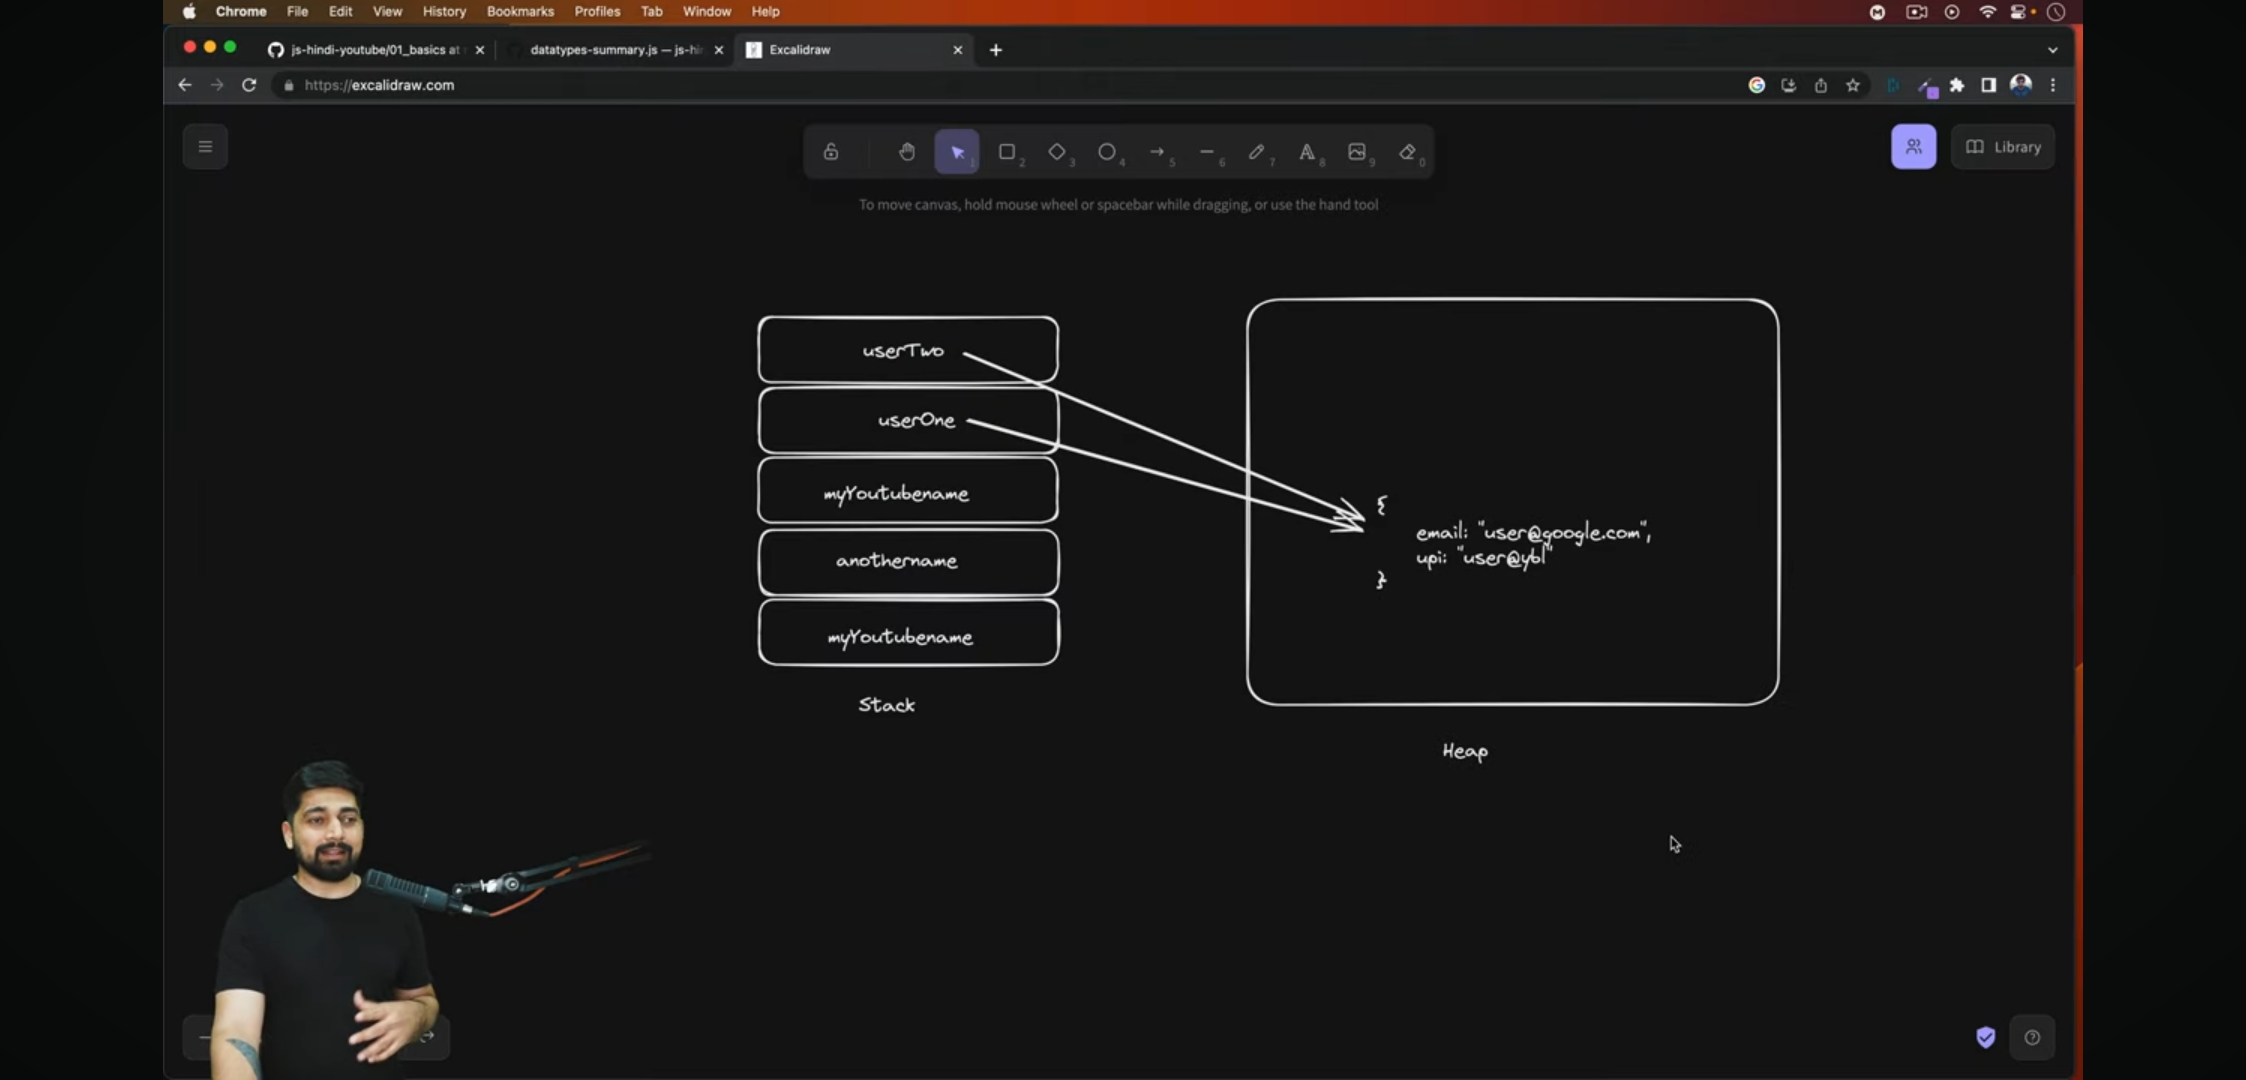 Chrome File Edit View History Bookmarks Profiles Tab Window Help
js-hindi-youtube/01_basics at
datatypes-summary.js — js-hi
Excalidraw
https://excalidraw.com
1 2 3 4 5 6 7 8 9 0
Library
To move canvas, hold mouse wheel or spacebar while dragging, or use the hand tool
userTwo
userOne
myYoutubename
anothername
myYoutubename
Stack
{
email: "user@google.com",
upi: "user@ybl"
}
Heap